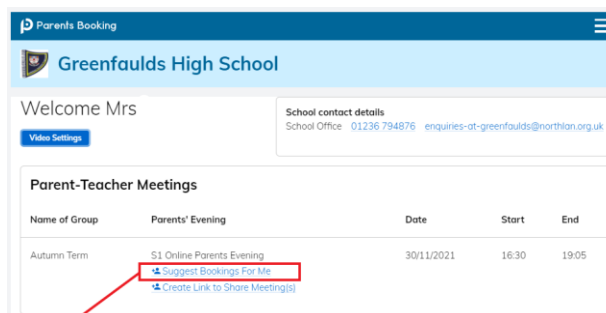 Parents Booking
Greenfaulds High School
Welcome Mrs
Video Settings
School contact details
School Office 01236 794876 enquiries-at-greenfaulds@northlan.org.uk
Parent-Teacher Meetings
Name of Group Parents' Evening Date Start End
Autumn Term S1 Online Parents Evening 30/11/2021 16:30 19:05
Suggest Bookings For Me
Create Link to Share Meeting(s)